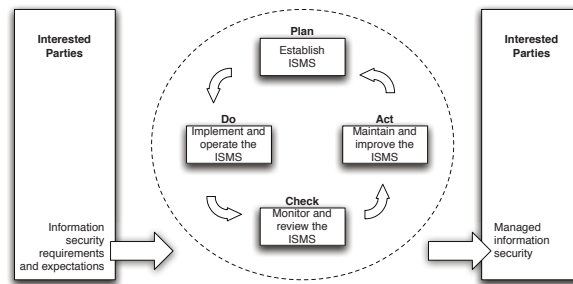 Interested
Parties
Information
security
requirements
and expectations
Plan
Establish
ISMS
Do
Implement and
operate the
ISMS
Act
Maintain and
improve the ISMS
Check
Monitor and
review the
ISMS
Interested
Parties
Managed
information
security